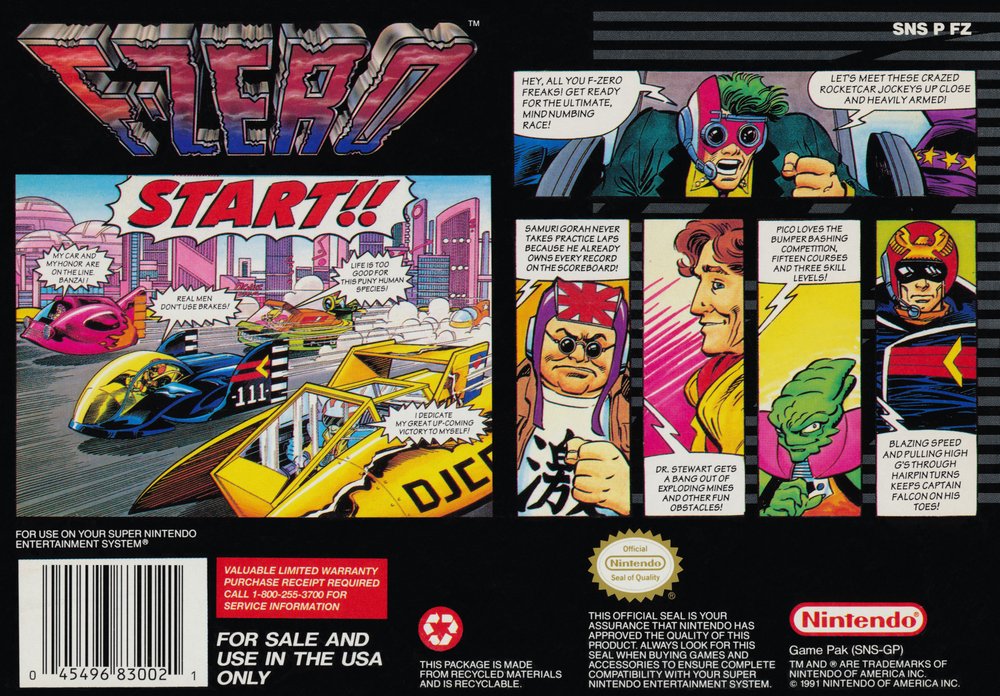 F-ZERO
™
SNS P FZ
HEY, ALL YOU F-ZERO
FREAKS! GET READY
FOR THE ULTIMATE,
MIND NUMBING
RACE!
LET'S MEET THESE CRAZED
ROCKETCAR JOCKEYS UP CLOSE
AND HEAVILY ARMED!
START!!
MY CAR AND
MY HONOR ARE
ON THE LINE.
BANZAI!
REAL MEN
DON'T USE BRAKES!
LIFE IS TOO
GOOD FOR
THIS PUNY HUMAN
SPECIES!
I DEDICATE
MY GREAT UP-COMING
VICTORY TO MYSELF!
111
DJCC
SAMURI GORAH NEVER
TAKES PRACTICE LAPS
BECAUSE HE ALREADY
OWNS EVERY RECORD
ON THE SCOREBOARD!
激
DR. STEWART GETS
A BANG OUT OF
EXPLODING MINES
AND OTHER FUN
OBSTACLES!
PICO LOVES THE
BUMPER BASHING
COMPETITION,
FIFTEEN COURSES
AND THREE SKILL
LEVELS!
BLAZING SPEED
AND PULLING HIGH
G'S THROUGH
HAIRPIN TURNS
KEEPS CAPTAIN
FALCON ON HIS
TOES!
FOR USE ON YOUR SUPER NINTENDO
ENTERTAINMENT SYSTEM®
0 45496 83002 1
VALUABLE LIMITED WARRANTY
PURCHASE RECEIPT REQUIRED
CALL 1-800-255-3700 FOR
SERVICE INFORMATION
FOR SALE AND
USE IN THE USA
ONLY
THIS PACKAGE IS MADE
FROM RECYCLED MATERIALS
AND IS RECYCLABLE.
Official
Nintendo
Seal of Quality
®
THIS OFFICIAL SEAL IS YOUR
ASSURANCE THAT NINTENDO HAS
APPROVED THE QUALITY OF THIS
PRODUCT. ALWAYS LOOK FOR THIS
SEAL WHEN BUYING GAMES AND
ACCESSORIES TO ENSURE COMPLETE
COMPATIBILITY WITH YOUR SUPER
NINTENDO ENTERTAINMENT SYSTEM.
Nintendo®
Game Pak (SNS-GP)
TM AND ® ARE TRADEMARKS OF
NINTENDO OF AMERICA INC.
© 1991 NINTENDO OF AMERICA INC.